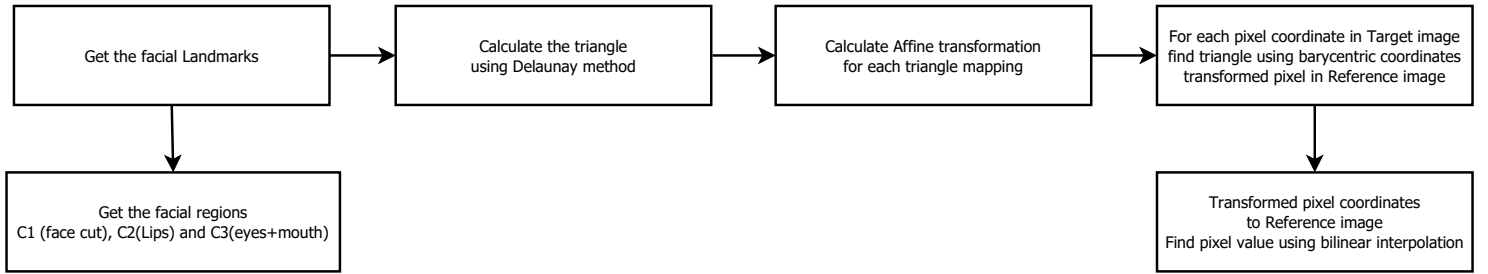 Get the facial Landmarks
Calculate the triangle
using Delaunay method
Calculate Affine transformation
for each triangle mapping
For each pixel coordinate in Target image
find triangle using barycentric coordinates
transformed pixel in Reference image
Get the facial regions
C1 (face cut), C2(Lips) and C3(eyes+mouth)
Transformed pixel coordinates
to Reference image
Find pixel value using bilinear interpolation